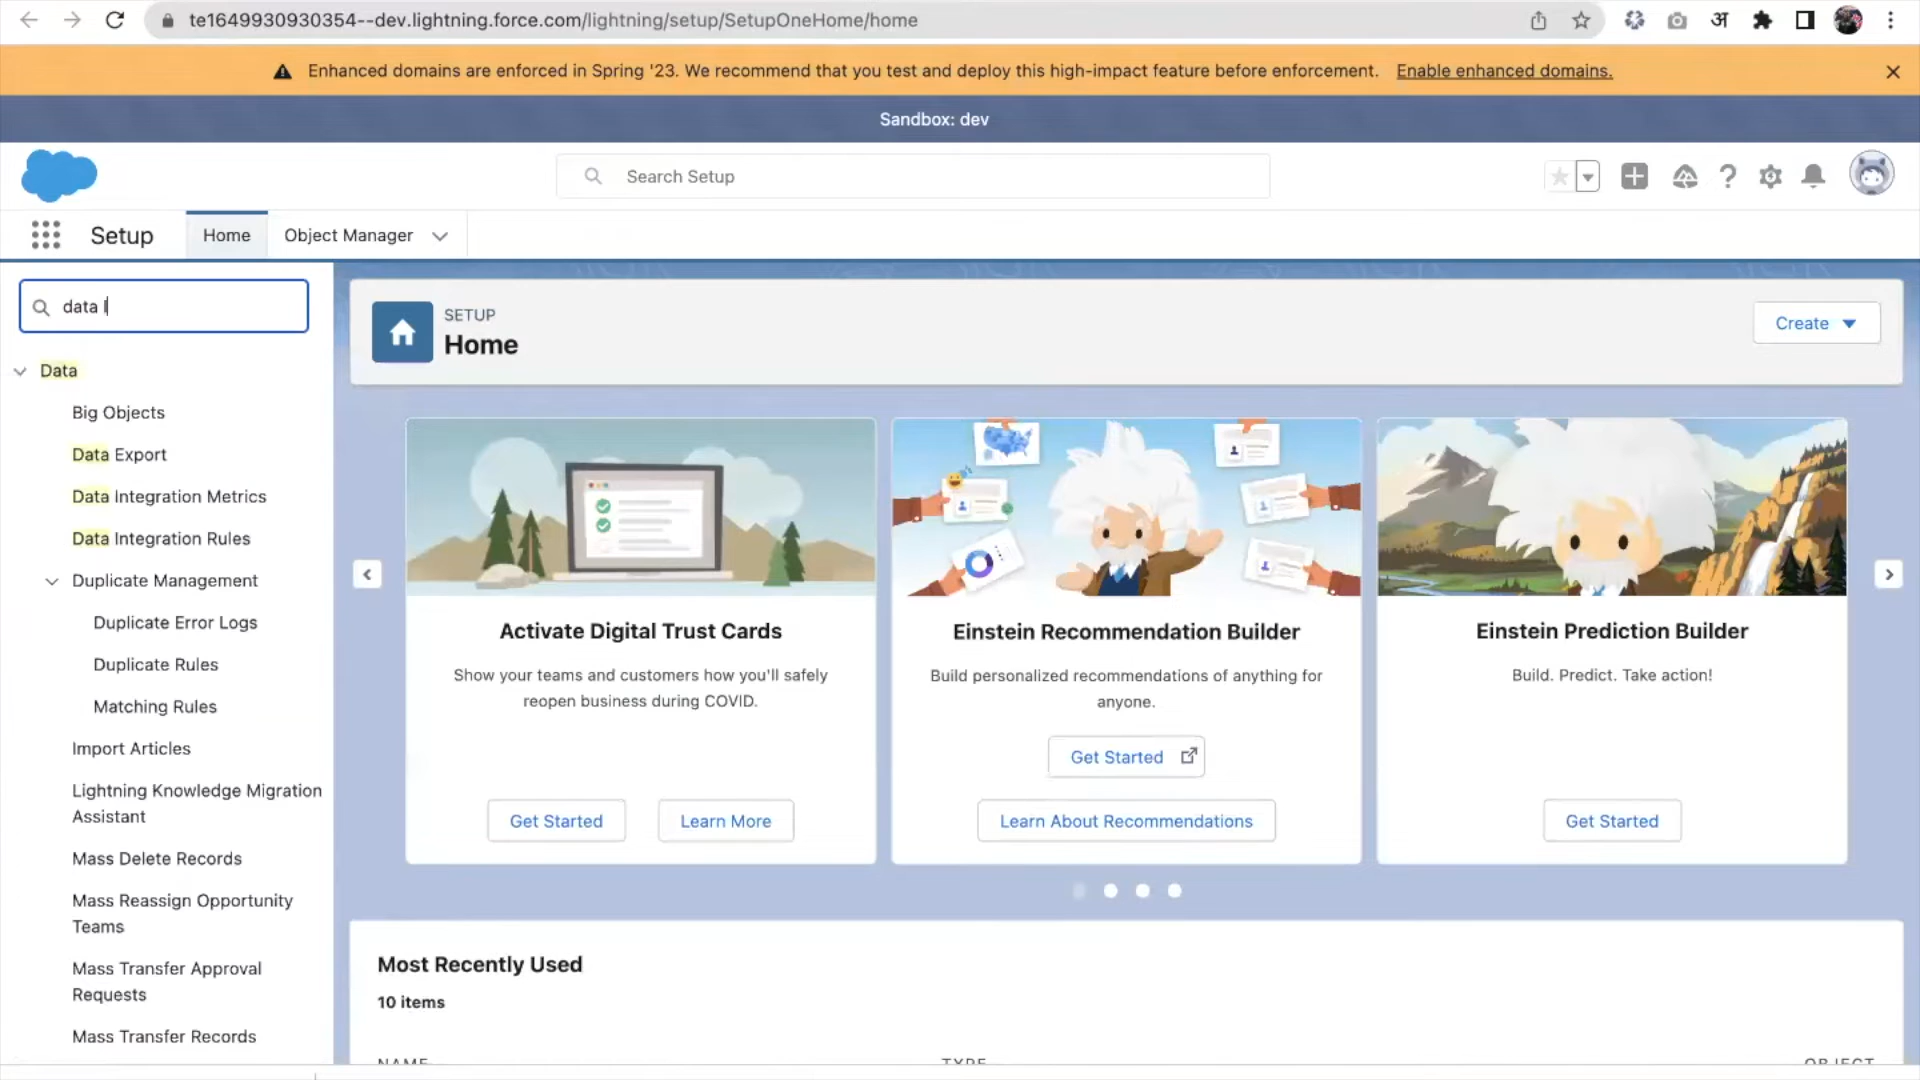 te1649930930354--dev.lightning.force.com/lightning/setup/SetupOneHome/home
अ
Enhanced domains are enforced in Spring '23. We recommend that you test and deploy this high-impact feature before enforcement. Enable enhanced domains.
Sandbox: dev
Search Setup
Setup
Home
Object Manager
data l
SETUP
Home
Create
Data
Big Objects
Data Export
Data Integration Metrics
Data Integration Rules
Duplicate Management
Duplicate Error Logs
Duplicate Rules
Matching Rules
Import Articles
Lightning Knowledge Migration
Assistant
Mass Delete Records
Mass Reassign Opportunity
Teams
Mass Transfer Approval
Requests
Mass Transfer Records
Activate Digital Trust Cards
Show your teams and customers how you'll safely
reopen business during COVID.
Get Started
Learn More
Einstein Recommendation Builder
Build personalized recommendations of anything for
anyone.
Get Started
Learn About Recommendations
Einstein Prediction Builder
Build. Predict. Take action!
Get Started
Most Recently Used
10 items
NAME
TYPE
OBJECT